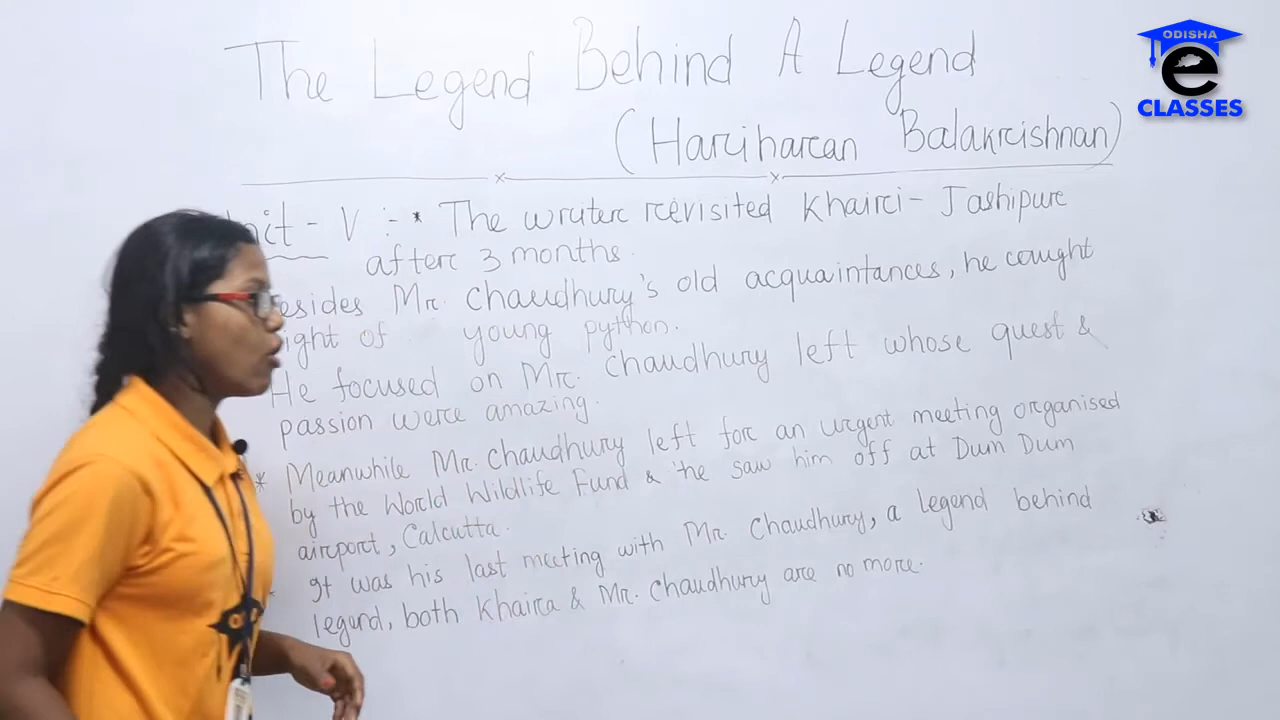 The Legend Behind A Legend
(Hariharan Balakrishnan)
ODISHA
e
CLASSES
nit - V :- * The writer revisited Khairi- Jashipur
after 3 months.
esides Mr. Chaudhury's old acquaintances, he caught
ight of young python.
He focused on Mr. Chaudhury left whose quest &
passion were amazing.
* Meanwhile Mr. Chaudhury left for an urgent meeting organised
by the World Wildlife Fund & he saw him off at Dum Dum
airport, Calcutta.
It was his last meeting with Mr. Chaudhury, a legend behind
legend, both Khaira & Mr. Chaudhury are no more.